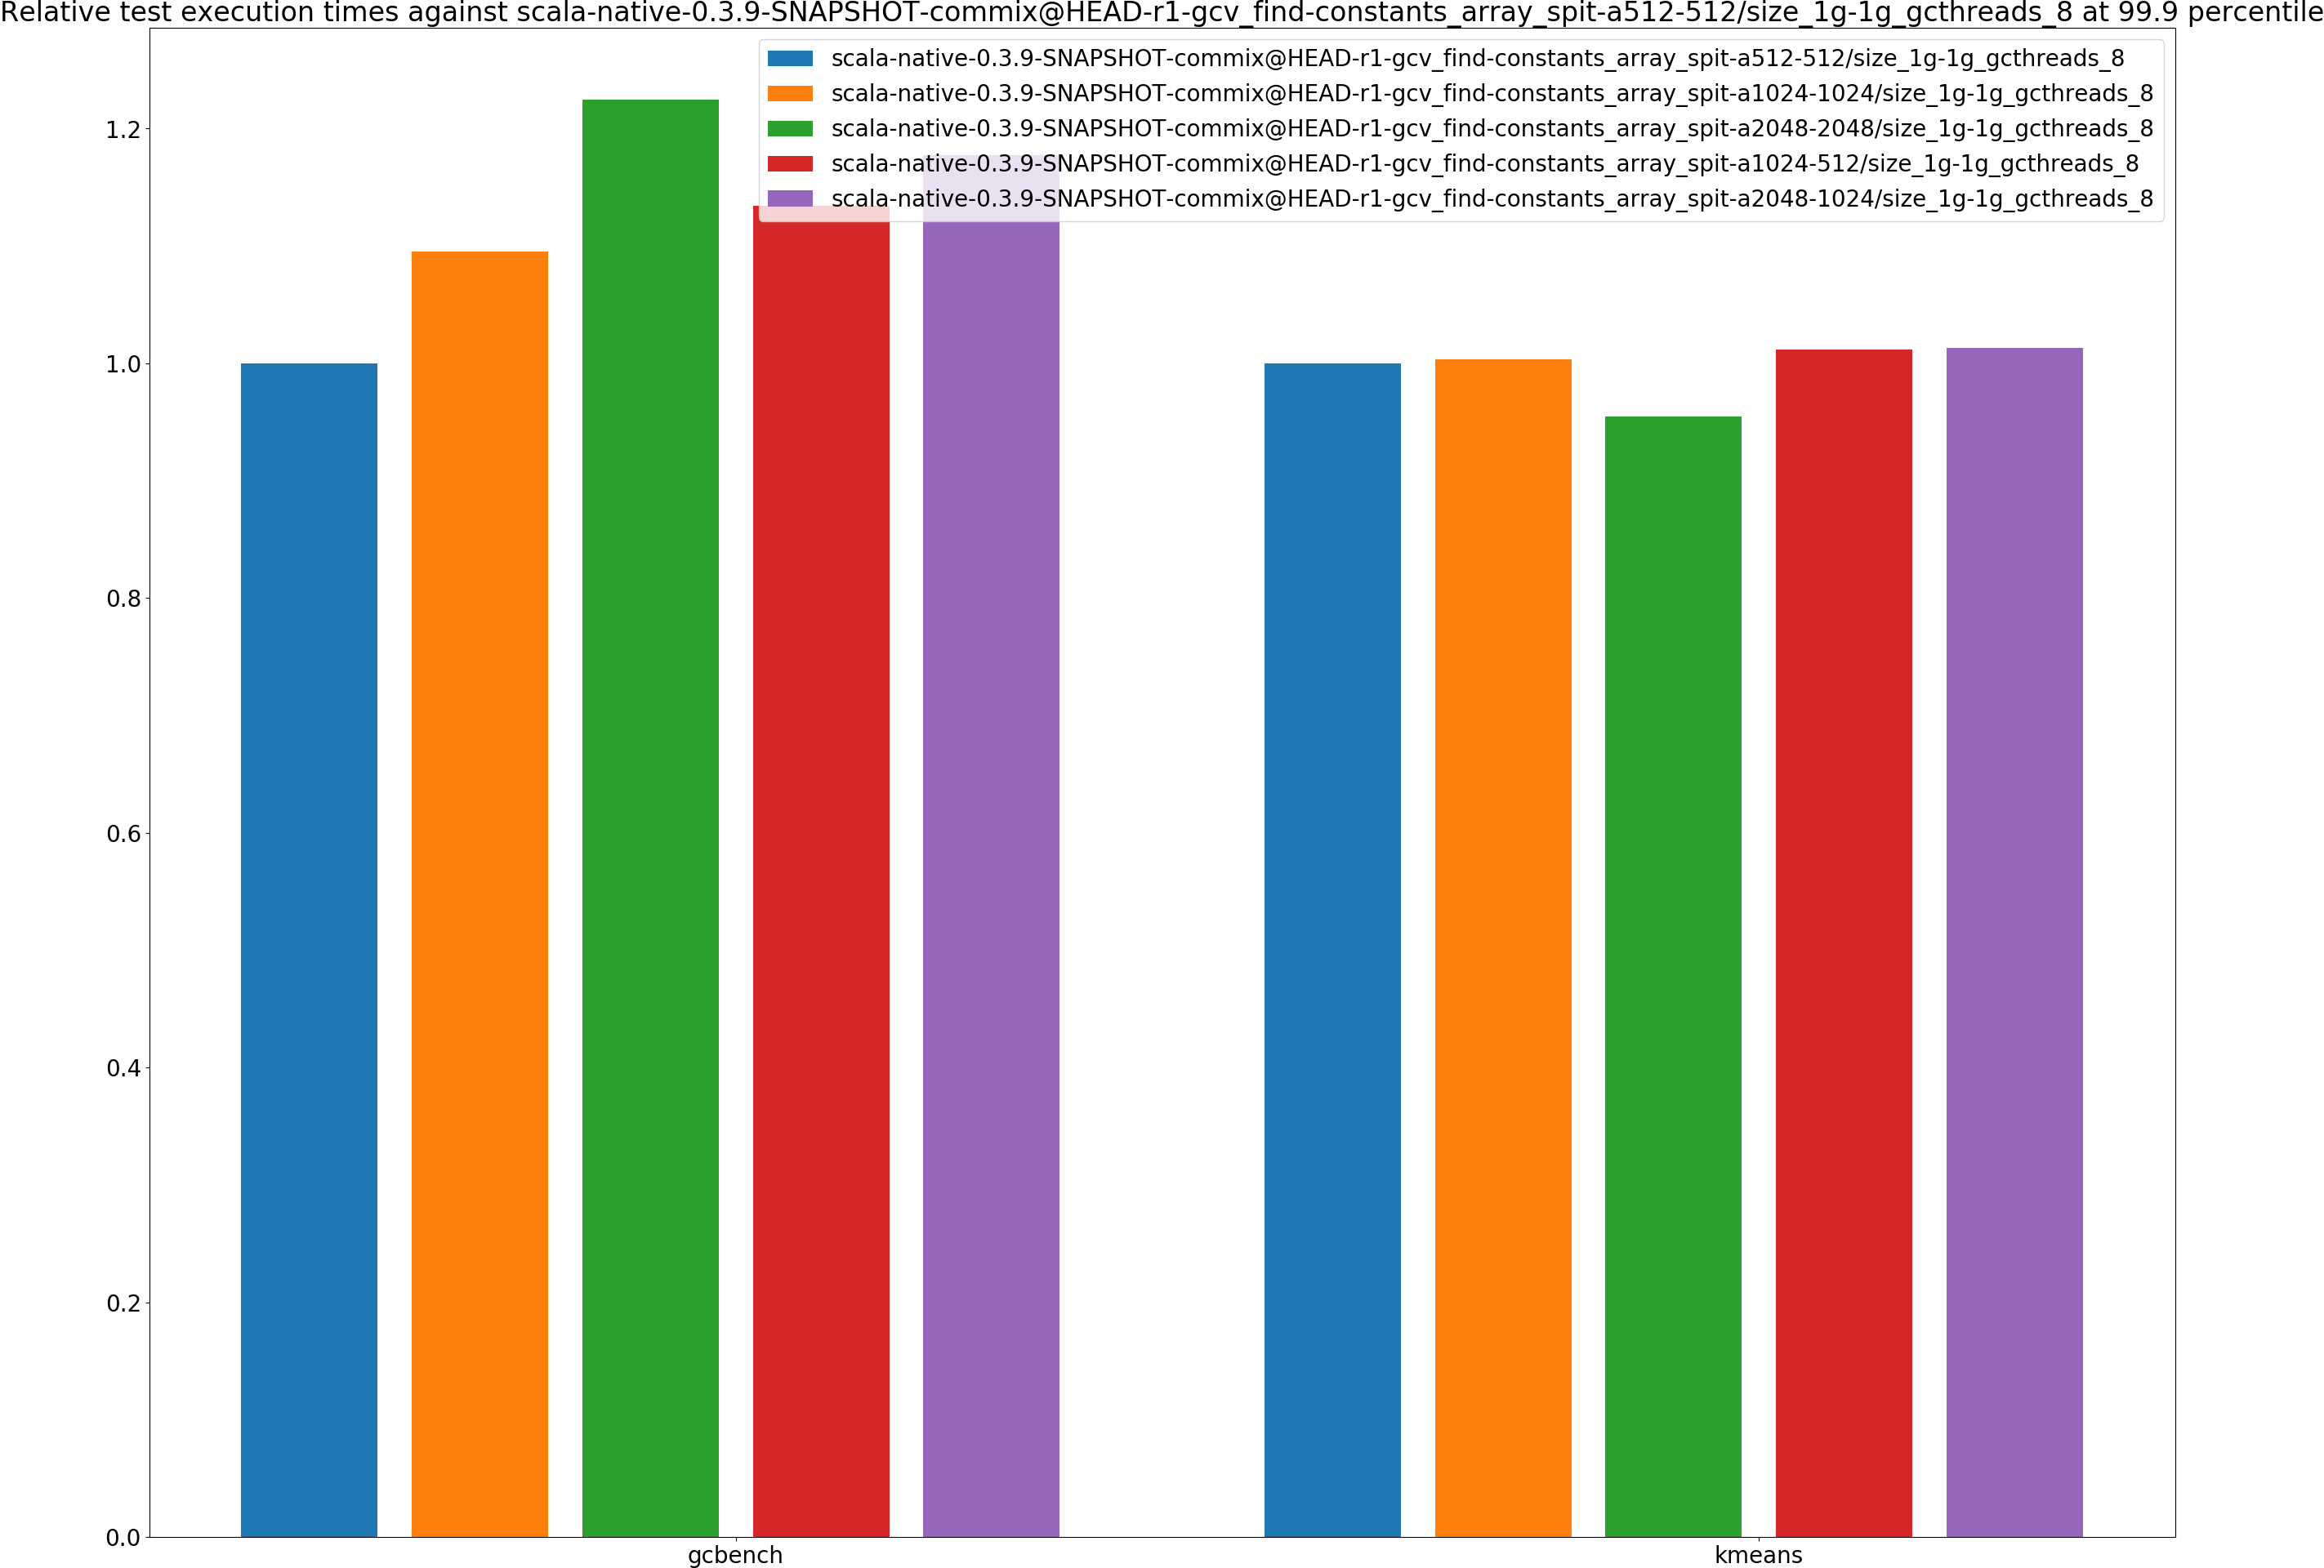 Relative test execution times against scala-native-0.3.9-SNAPSHOT-commix@HEAD-r1-gcv_find-constants_array_spit-a512-512/size_1g-1g_gcthreads_8 at 99.9 percentile
scala-native-0.3.9-SNAPSHOT-commix@HEAD-r1-gcv_find-constants_array_spit-a512-512/size_1g-1g_gcthreads_8
scala-native-0.3.9-SNAPSHOT-commix@HEAD-r1-gcv_find-constants_array_spit-a1024-1024/size_1g-1g_gcthreads_8
scala-native-0.3.9-SNAPSHOT-commix@HEAD-r1-gcv_find-constants_array_spit-a2048-2048/size_1g-1g_gcthreads_8
scala-native-0.3.9-SNAPSHOT-commix@HEAD-r1-gcv_find-constants_array_spit-a1024-512/size_1g-1g_gcthreads_8
scala-native-0.3.9-SNAPSHOT-commix@HEAD-r1-gcv_find-constants_array_spit-a2048-1024/size_1g-1g_gcthreads_8
1.2
1.0
0.8
0.6
0.4
0.2
0.0
gcbench kmeans